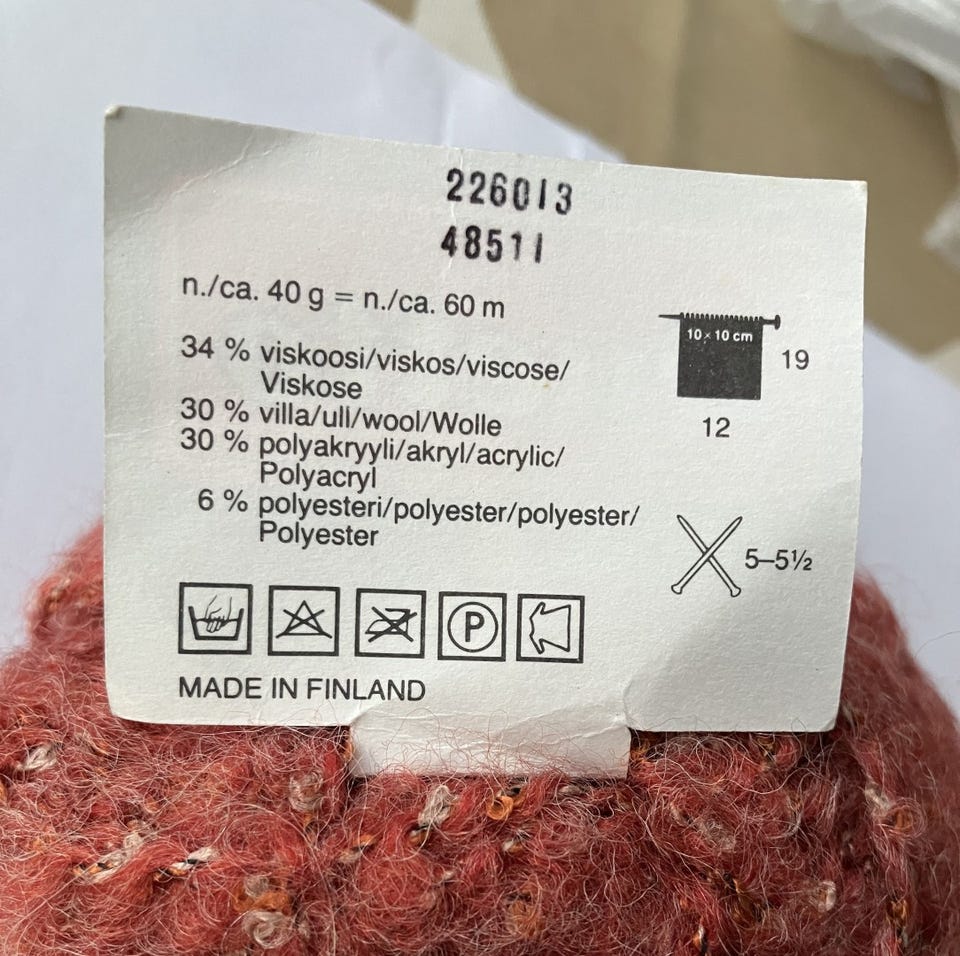 226013
48511
n./ca. 40 g = n./ca. 60 m
34 % viskoosi/viskos/viscose/
Viskose
30 % villa/ull/wool/Wolle
30 % polyakryyli/akryl/acrylic/
Polyacryl
6 % polyesteri/polyester/polyester/
Polyester
10 × 10 cm
19
12
5–5½
P
MADE IN FINLAND